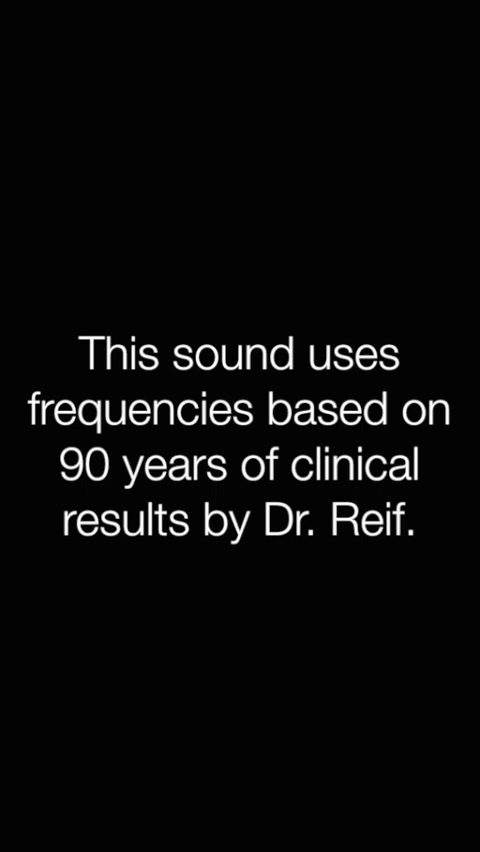 This sound uses
frequencies based on
90 years of clinical
results by Dr. Reif.